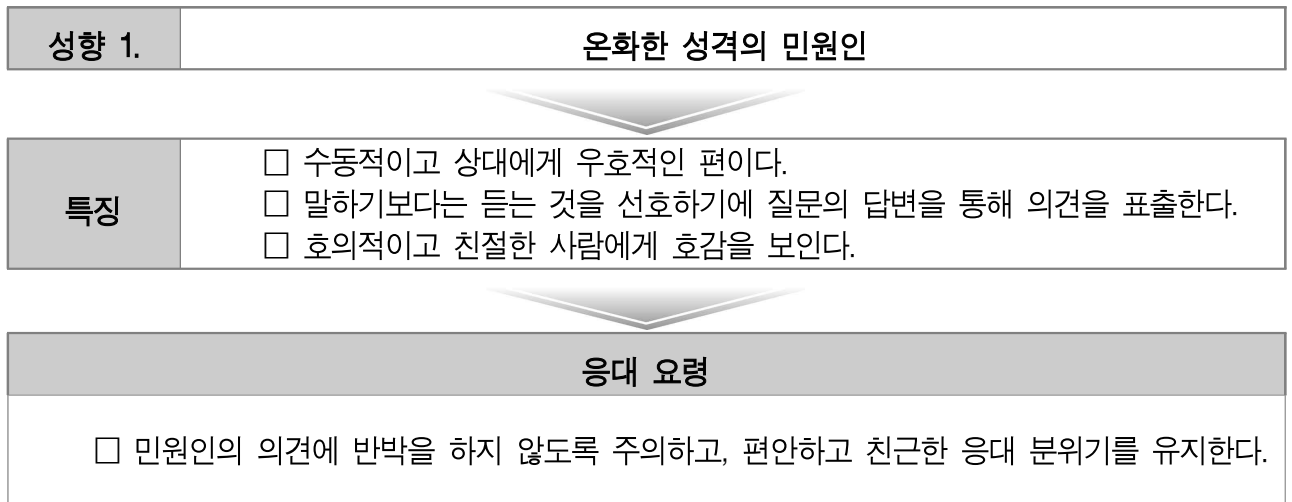 성향 1.
온화한 성격의 민원인
특징
□ 수동적이고 상대에게 우호적인 편이다.
□ 말하기보다는 듣는 것을 선호하기에 질문의 답변을 통해 의견을 표출한다.
□ 호의적이고 친절한 사람에게 호감을 보인다.
응대 요령
□ 민원인의 의견에 반박을 하지 않도록 주의하고, 편안하고 친근한 응대 분위기를 유지한다.